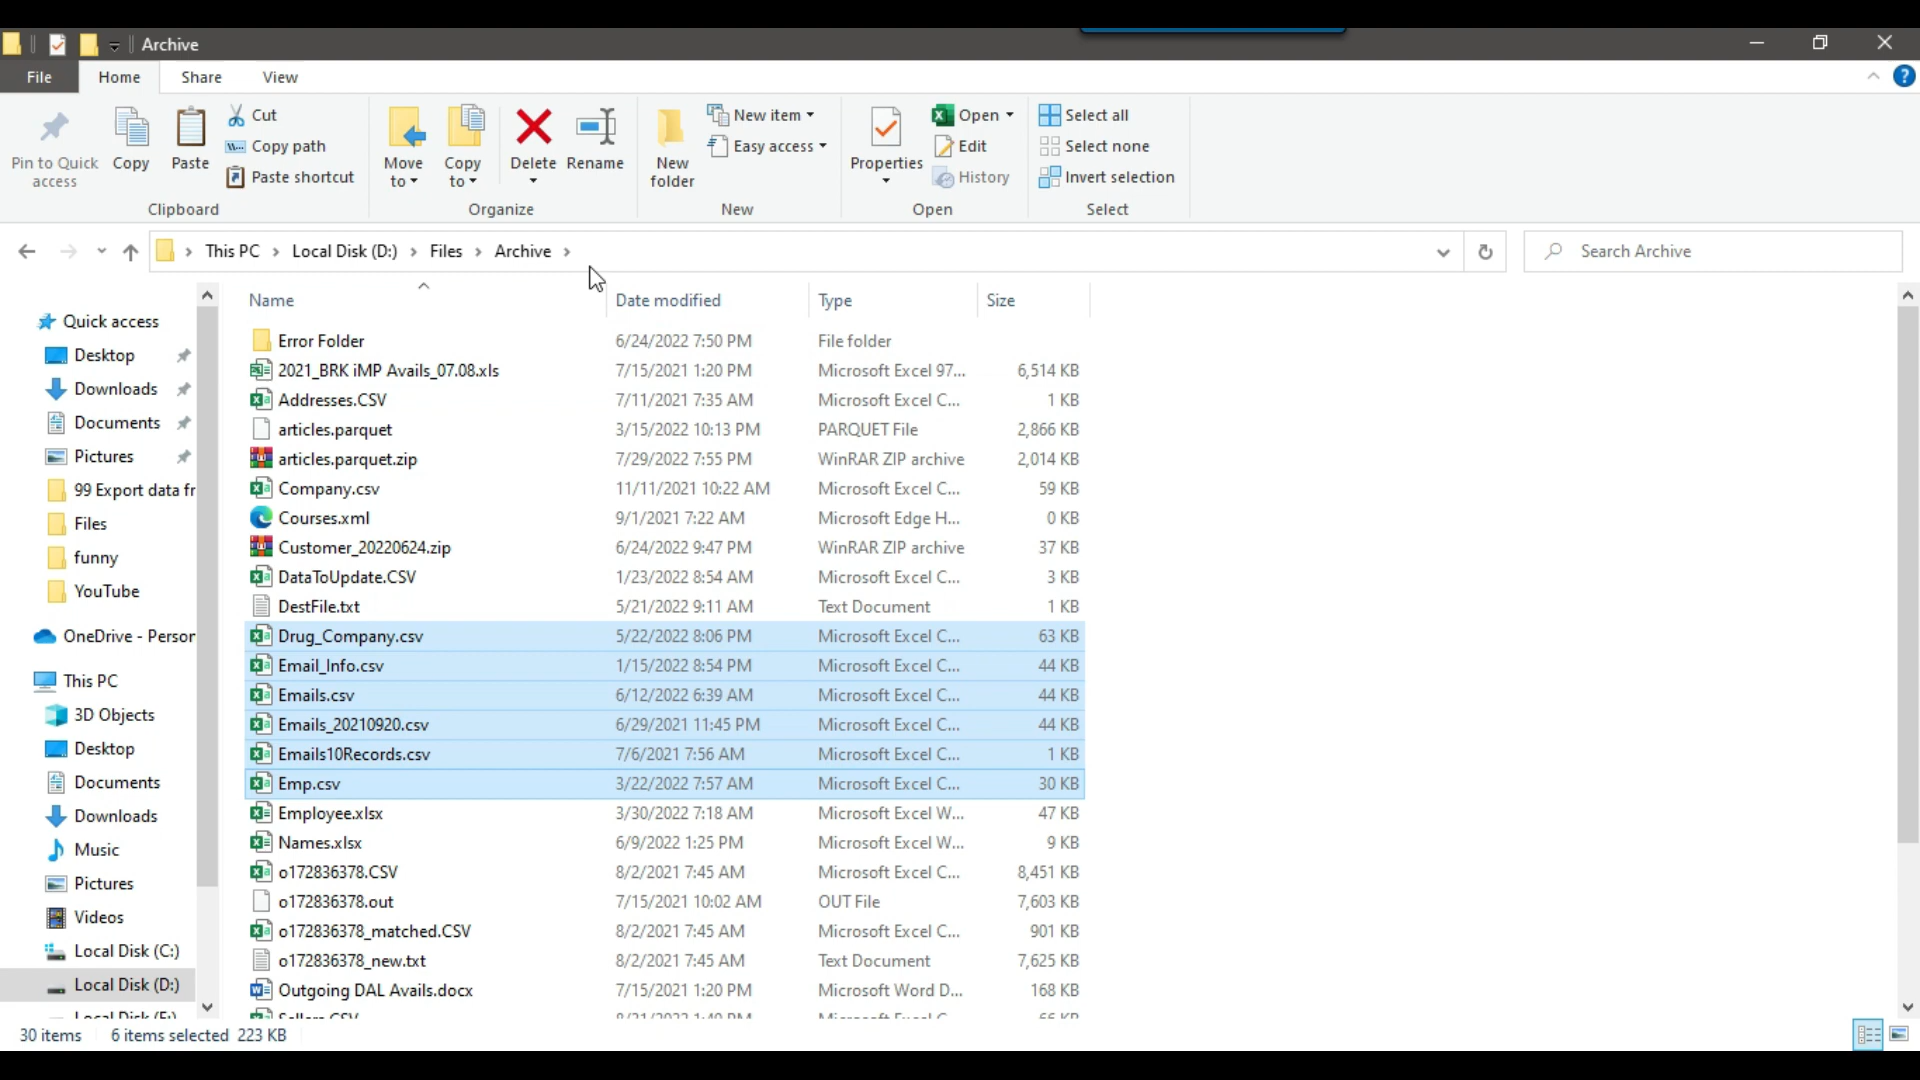 Archive
File Home Share View
Pin to Quick access
Copy
Paste
Cut
Copy path
Paste shortcut
Clipboard
Move to
Copy to
Delete
Rename
Organize
New folder
New item
Easy access
New
Properties
Open
Edit
History
Open
Select all
Select none
Invert selection
Select
This PC > Local Disk (D:) > Files > Archive >
Search Archive
Quick access
Desktop
Downloads
Documents
Pictures
99 Export data fr
Files
funny
YouTube
OneDrive - Persor
This PC
3D Objects
Desktop
Documents
Downloads
Music
Pictures
Videos
Local Disk (C:)
Local Disk (D:)
Name Date modified Type Size
Error Folder 6/24/2022 7:50 PM File folder
2021_BRK iMP Avails_07.08.xls 7/15/2021 1:20 PM Microsoft Excel 97... 6,514 KB
Addresses.CSV 7/11/2021 7:35 AM Microsoft Excel C... 1 KB
articles.parquet 3/15/2022 10:13 PM PARQUET File 2,866 KB
articles.parquet.zip 7/29/2022 7:55 PM WinRAR ZIP archive 2,014 KB
Company.csv 11/11/2021 10:22 AM Microsoft Excel C... 59 KB
Courses.xml 9/1/2021 7:22 AM Microsoft Edge H... 0 KB
Customer_20220624.zip 6/24/2022 9:47 PM WinRAR ZIP archive 37 KB
DataToUpdate.CSV 1/23/2022 8:54 AM Microsoft Excel C... 3 KB
DestFile.txt 5/21/2022 9:11 AM Text Document 1 KB
Drug_Company.csv 5/22/2022 8:06 PM Microsoft Excel C... 63 KB
Email_Info.csv 1/15/2022 8:54 PM Microsoft Excel C... 44 KB
Emails.csv 6/12/2022 6:39 AM Microsoft Excel C... 44 KB
Emails_20210920.csv 6/29/2021 11:45 PM Microsoft Excel C... 44 KB
Emails10Records.csv 7/6/2021 7:56 AM Microsoft Excel C... 1 KB
Emp.csv 3/22/2022 7:57 AM Microsoft Excel C... 30 KB
Employee.xlsx 3/30/2022 7:18 AM Microsoft Excel W... 47 KB
Names.xlsx 6/9/2022 1:25 PM Microsoft Excel W... 9 KB
o172836378.CSV 8/2/2021 7:45 AM Microsoft Excel C... 8,451 KB
o172836378.out 7/15/2021 10:02 AM OUT File 7,603 KB
o172836378_matched.CSV 8/2/2021 7:45 AM Microsoft Excel C... 901 KB
o172836378_new.txt 8/2/2021 7:45 AM Text Document 7,625 KB
Outgoing DAL Avails.docx 7/15/2021 1:20 PM Microsoft Word D... 168 KB
30 items 6 items selected 223 KB